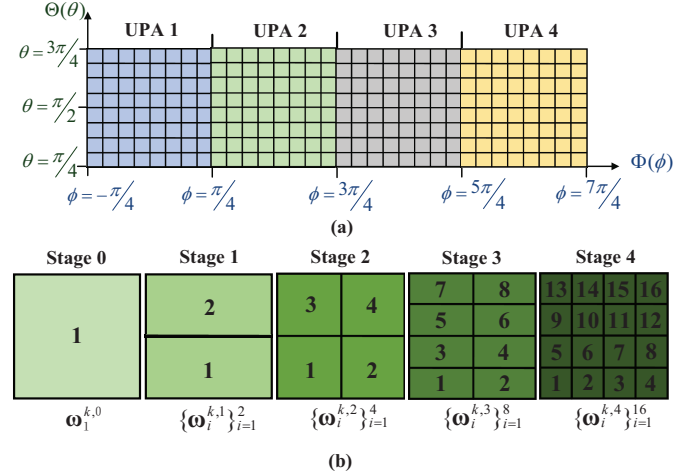 Θ(θ)
UPA 1 UPA 2 UPA 3 UPA 4
θ = 3π/4
θ = π/2
θ = π/4
Φ(ϕ)
ϕ = −π/4 ϕ = π/4 ϕ = 3π/4 ϕ = 5π/4 ϕ = 7π/4
(a)
Stage 0 Stage 1 Stage 2 Stage 3 Stage 4
1
2
1
3 4
1 2
7 8
5 6
3 4
1 2
13 14 15 16
9 10 11 12
5 6 7 8
1 2 3 4
ω₁^{k,0} {ω_i^{k,1}}_{i=1}^{2} {ω_i^{k,2}}_{i=1}^{4} {ω_i^{k,3}}_{i=1}^{8} {ω_i^{k,4}}_{i=1}^{16}
(b)